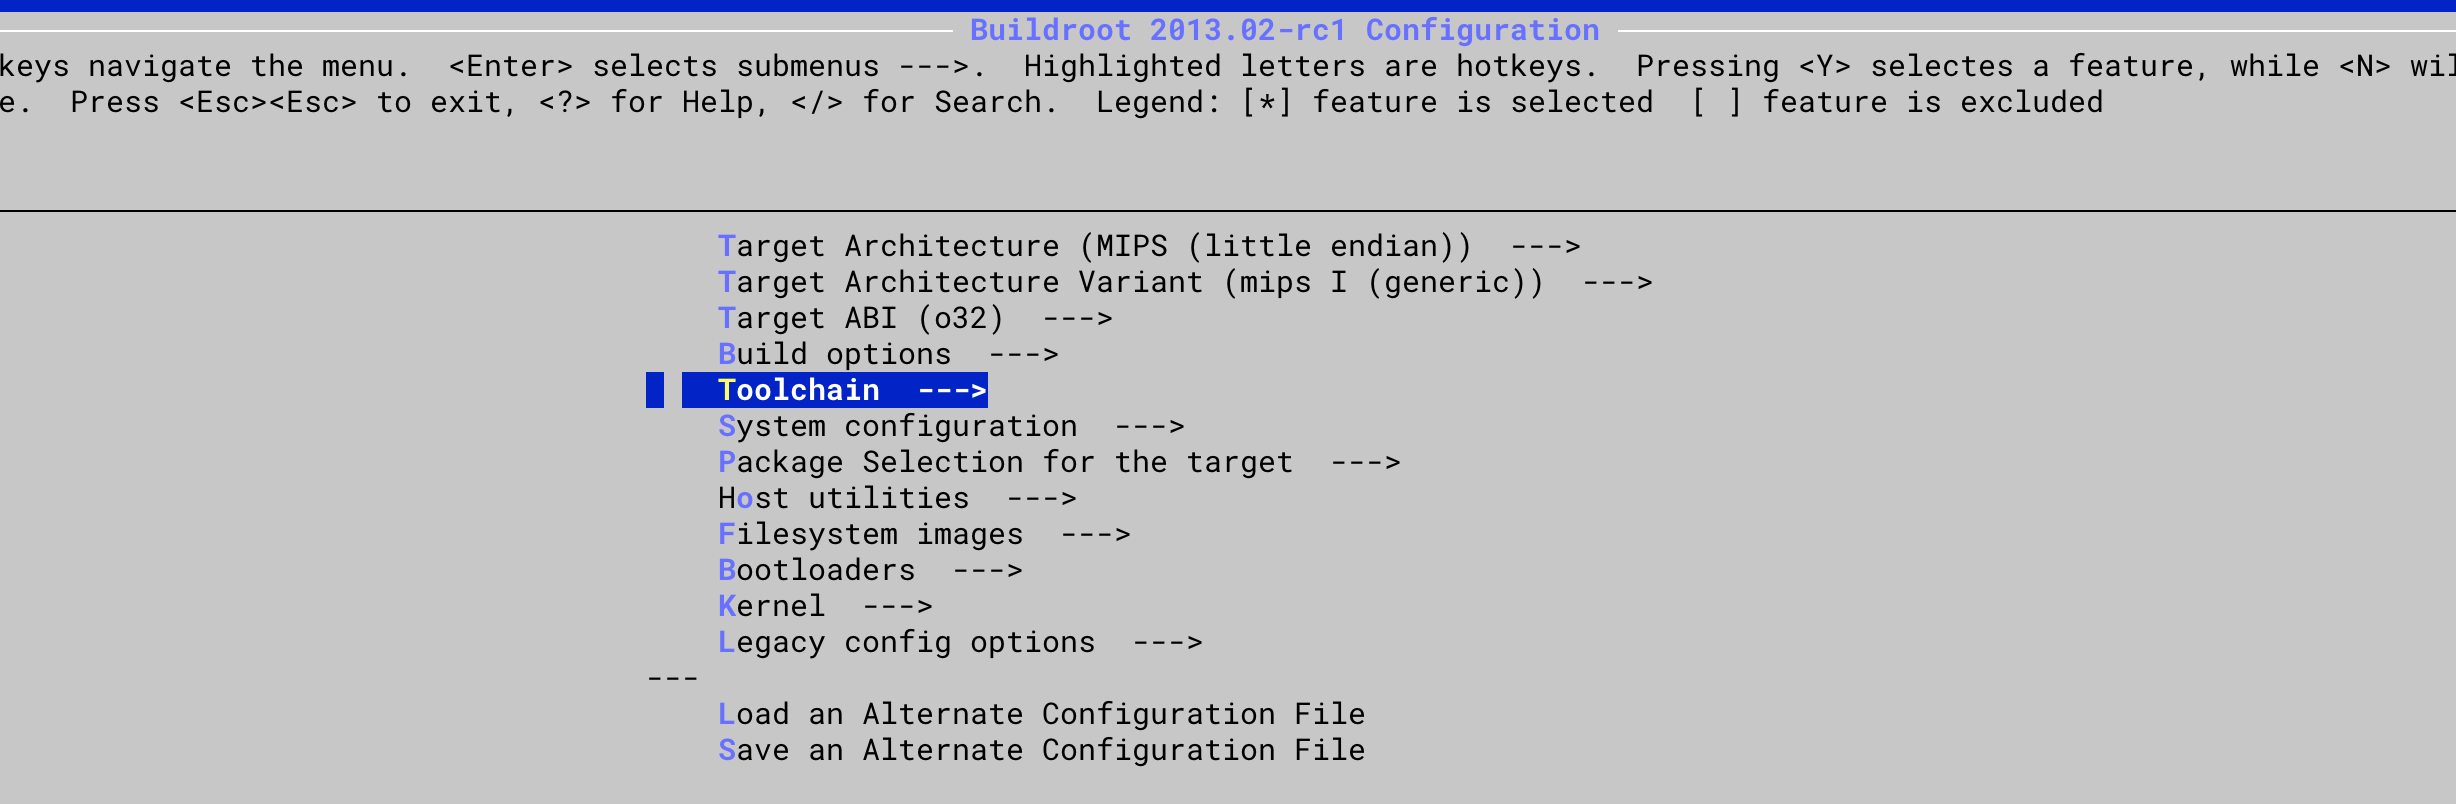 Buildroot 2013.02-rc1 Configuration
keys navigate the menu.  <Enter> selects submenus --->.  Highlighted letters are hotkeys.  Pressing <Y> selectes a feature, while <N> wil
e.  Press <Esc><Esc> to exit, <?> for Help, </> for Search.  Legend: [*] feature is selected  [ ] feature is excluded
Target Architecture (MIPS (little endian))  --->
Target Architecture Variant (mips I (generic))  --->
Target ABI (o32)  --->
Build options  --->
Toolchain  --->
System configuration  --->
Package Selection for the target  --->
Host utilities  --->
Filesystem images  --->
Bootloaders  --->
Kernel  --->
Legacy config options  --->
---
Load an Alternate Configuration File
Save an Alternate Configuration File